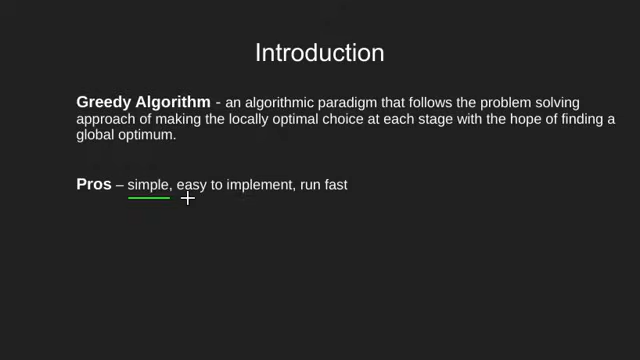 Introduction
Greedy Algorithm - an algorithmic paradigm that follows the problem solving
approach of making the locally optimal choice at each stage with the hope of finding a
global optimum.
Pros – simple, easy to implement, run fast